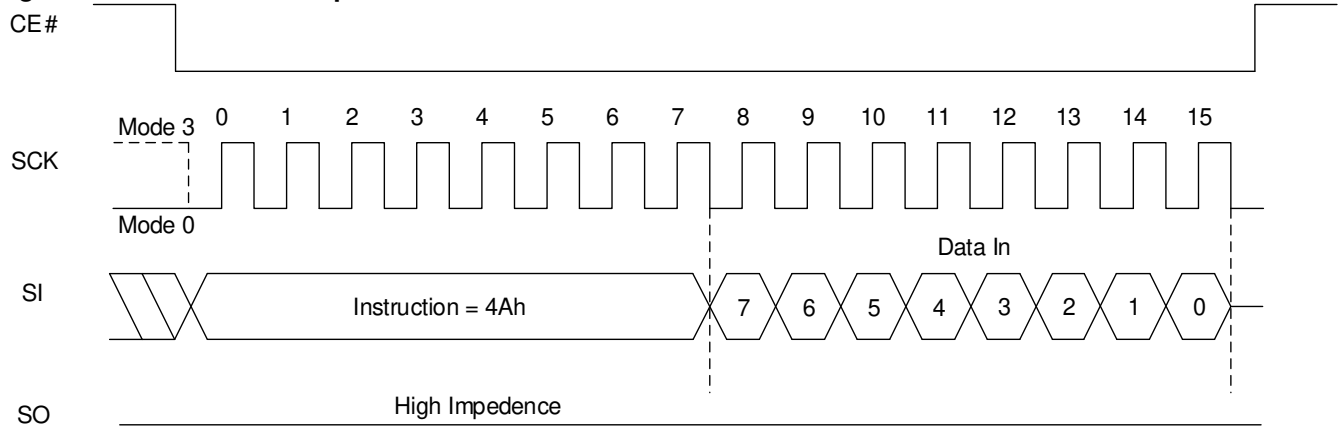 CE#
Mode 3
0 1 2 3 4 5 6 7 8 9 10 11 12 13 14 15
SCK
Mode 0
Data In
SI
Instruction = 4Ah
7 6 5 4 3 2 1 0
High Impedence
SO